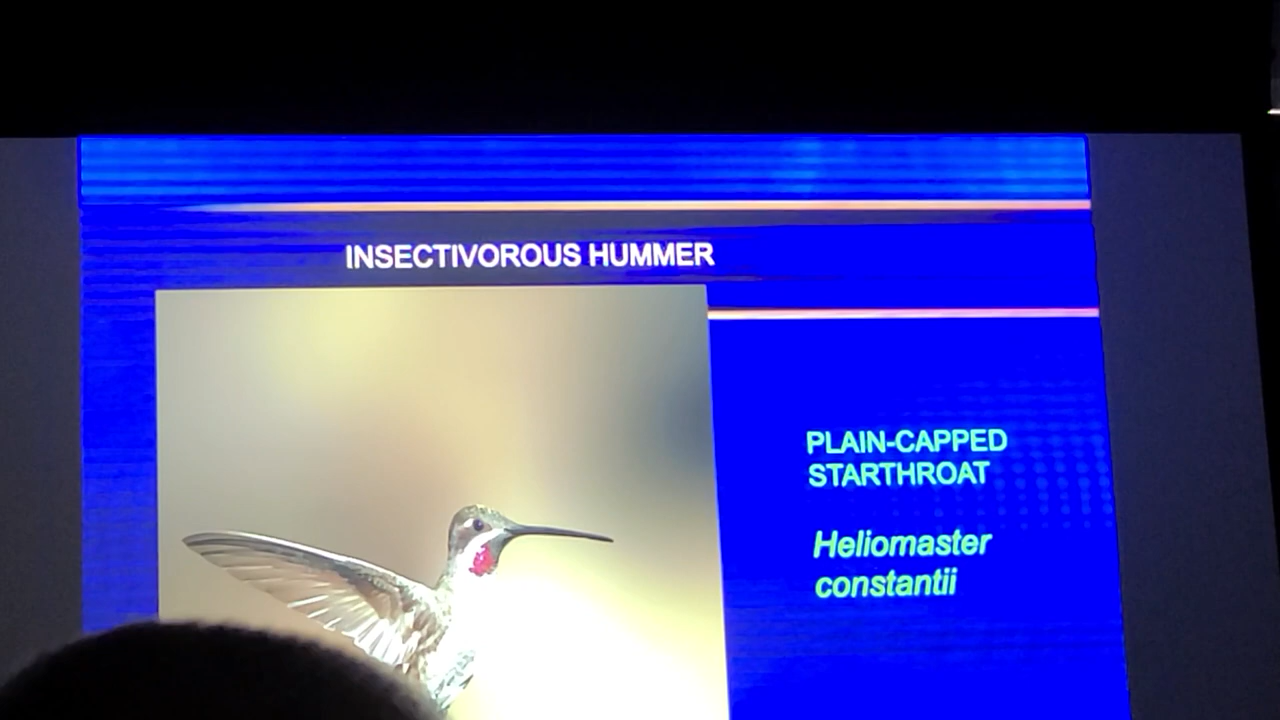 INSECTIVOROUS HUMMER
PLAIN-CAPPED
STARTHROAT
Heliomaster
constantii